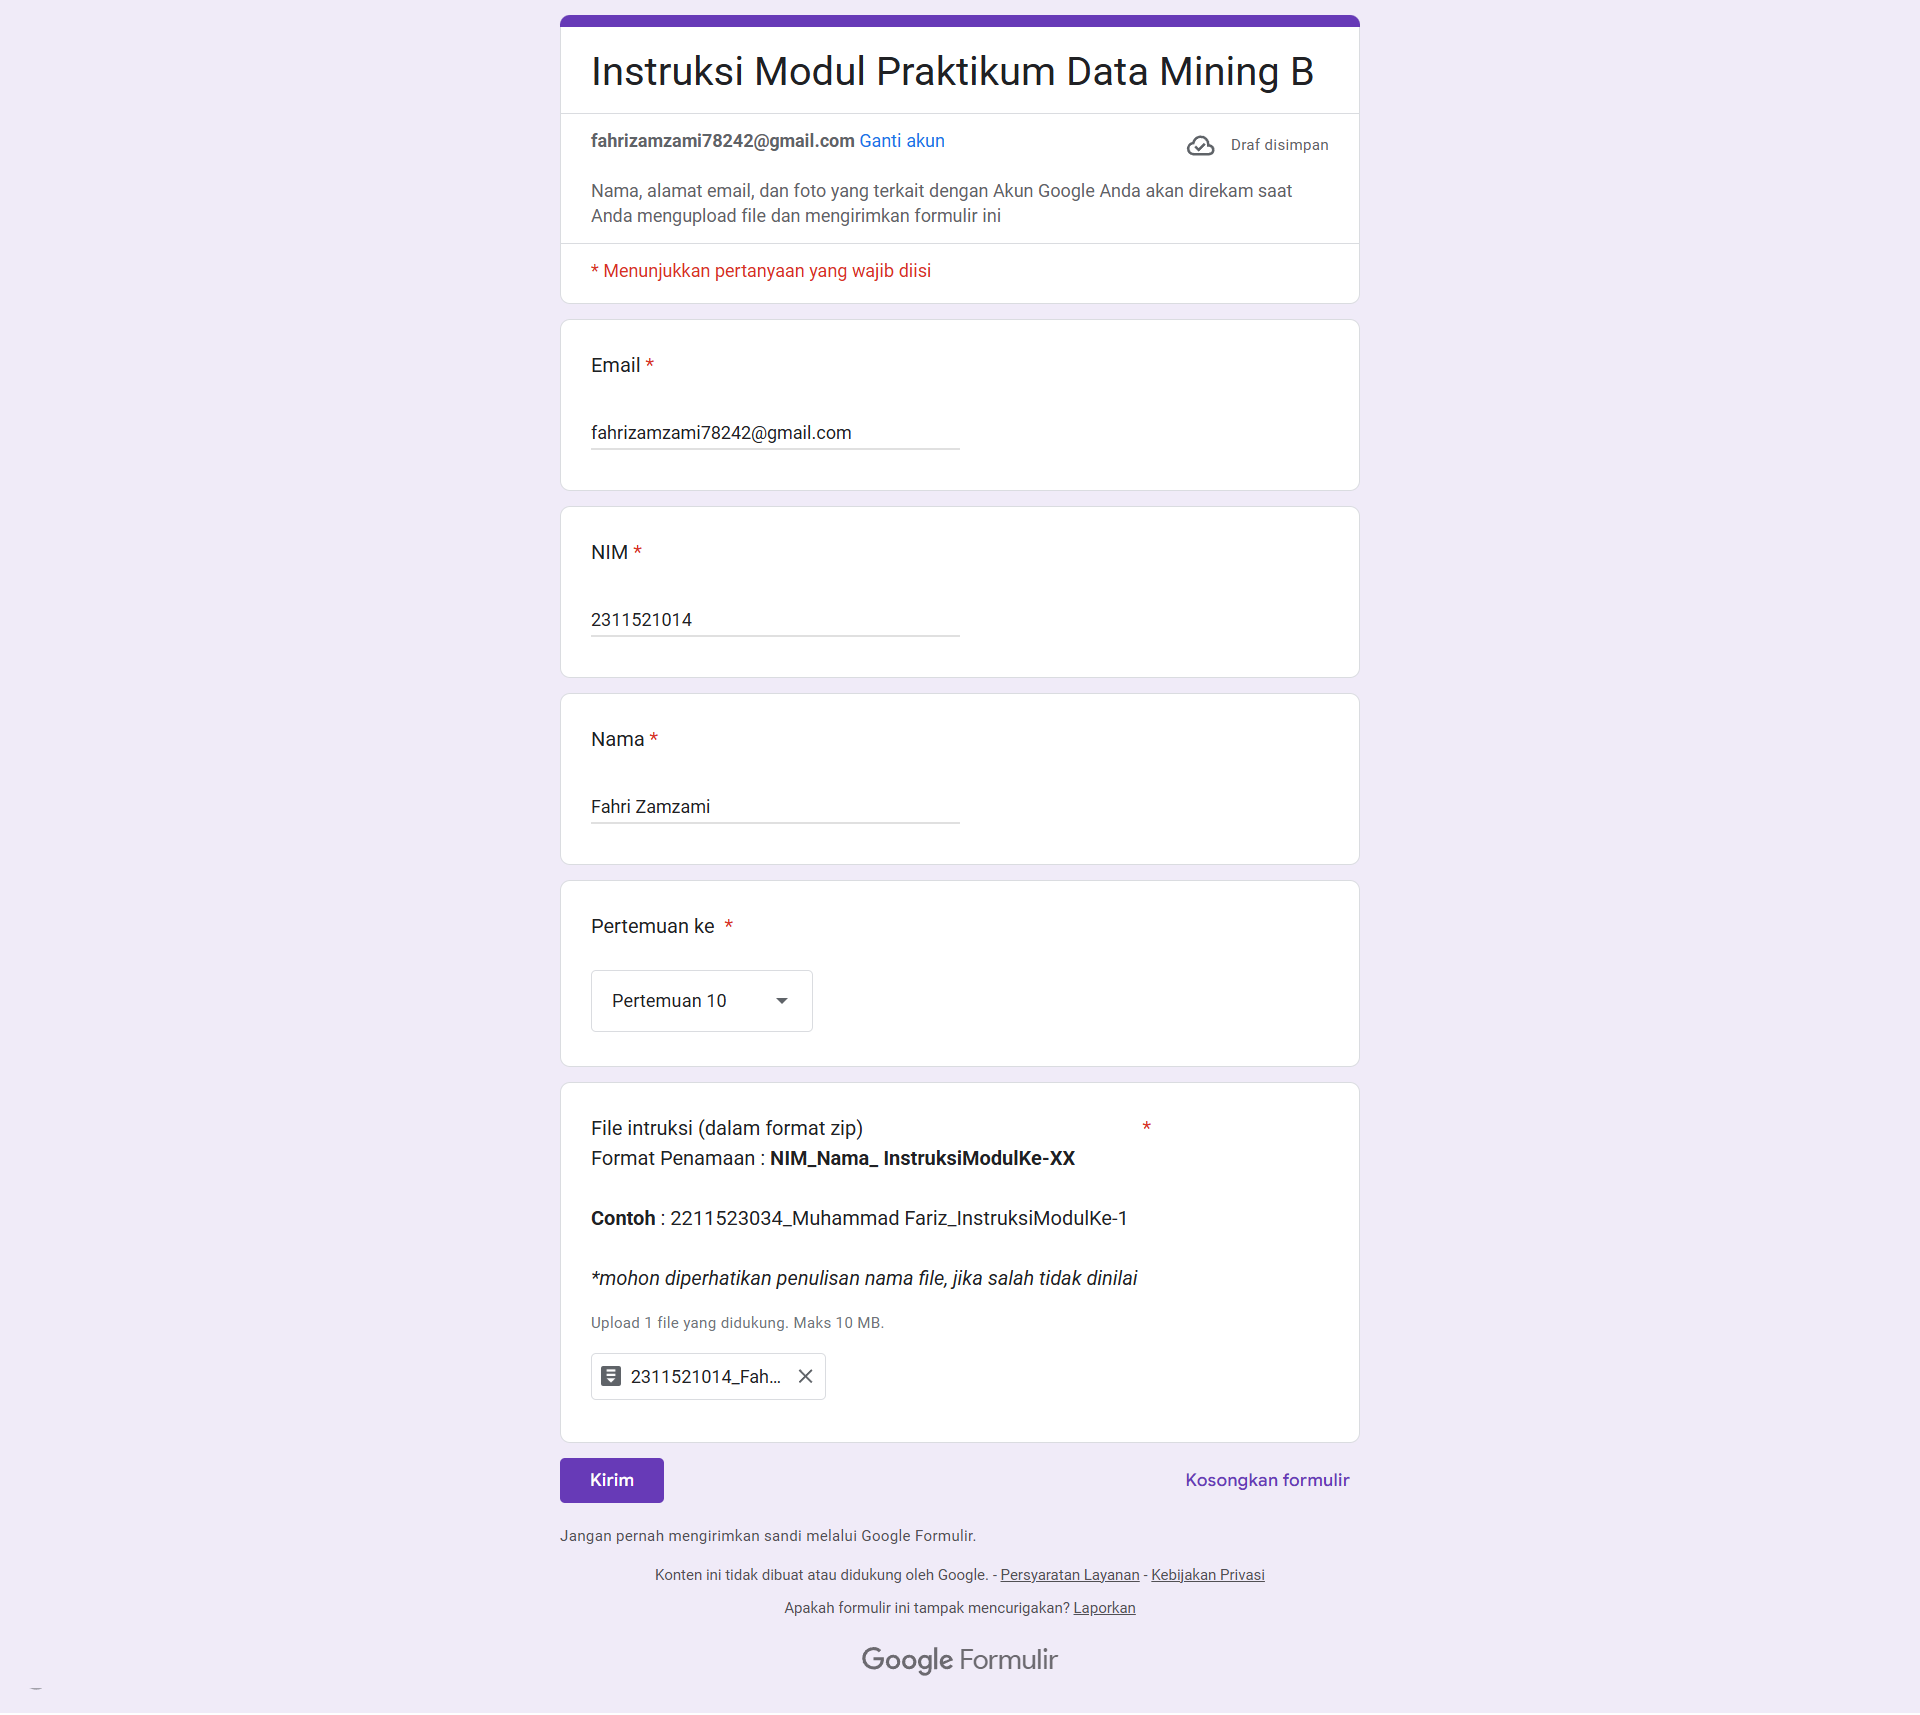 Instruksi Modul Praktikum Data Mining B
fahrizamzami78242@gmail.com Ganti akun
Draf disimpan
Nama, alamat email, dan foto yang terkait dengan Akun Google Anda akan direkam saat
Anda mengupload file dan mengirimkan formulir ini
* Menunjukkan pertanyaan yang wajib diisi
Email *
fahrizamzami78242@gmail.com
NIM *
2311521014
Nama *
Fahri Zamzami
Pertemuan ke *
Pertemuan 10
File intruksi (dalam format zip) *
Format Penamaan : NIM_Nama_ InstruksiModulKe-XX
Contoh : 2211523034_Muhammad Fariz_InstruksiModulKe-1
*mohon diperhatikan penulisan nama file, jika salah tidak dinilai
Upload 1 file yang didukung. Maks 10 MB.
2311521014_Fah...
Kirim
Kosongkan formulir
Jangan pernah mengirimkan sandi melalui Google Formulir.
Konten ini tidak dibuat atau didukung oleh Google. - Persyaratan Layanan - Kebijakan Privasi
Apakah formulir ini tampak mencurigakan? Laporkan
Google Formulir